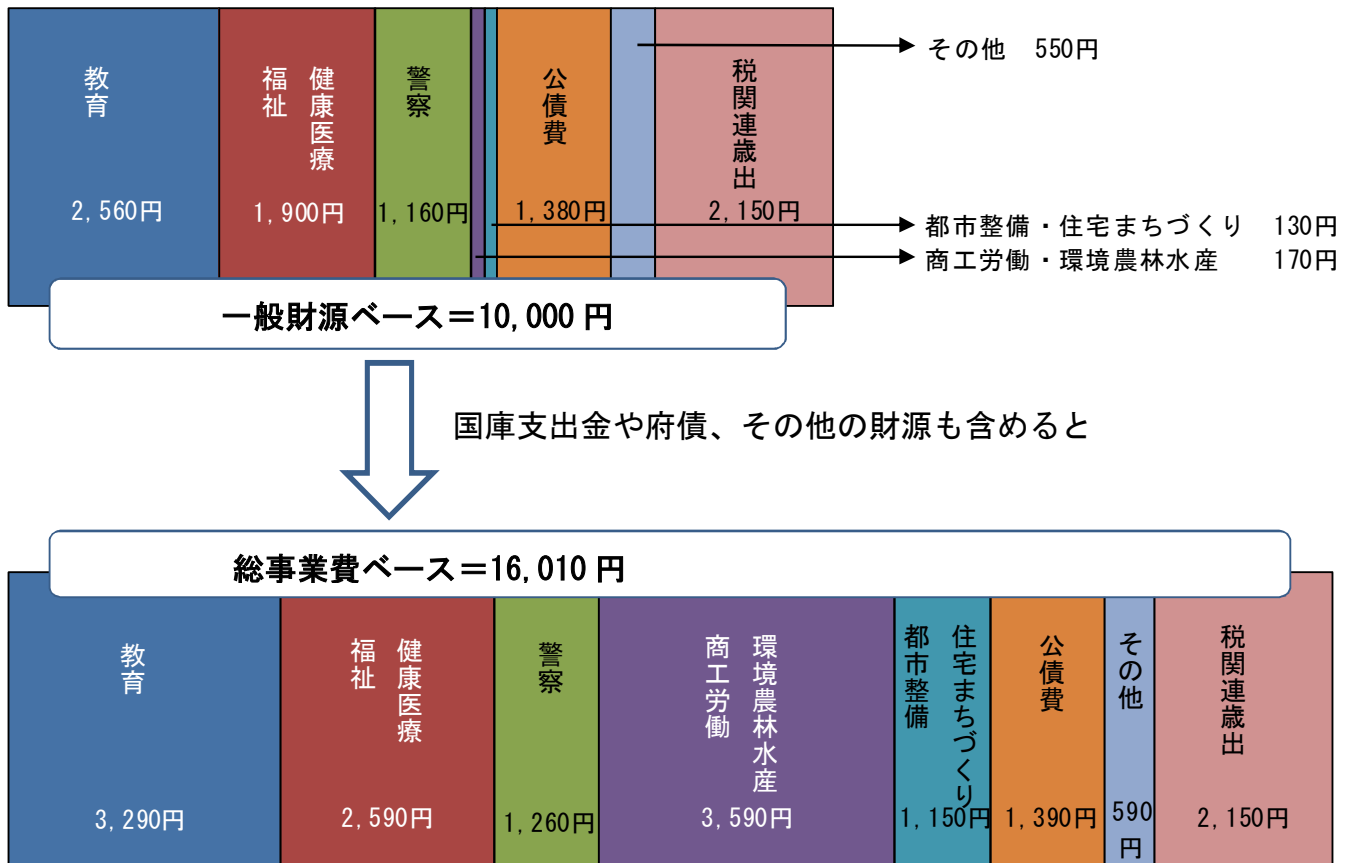 教育
2,560円
福祉
健康医療
1,900円
警察
1,160円
公債費
1,380円
税関連歳出
2,150円
その他 550円
都市整備・住宅まちづくり 130円
商工労働・環境農林水産 170円
一般財源ベース＝10,000円
国庫支出金や府債、その他の財源も含めると
総事業費ベース＝16,010円
教育
3,290円
福祉
健康医療
2,590円
警察
1,260円
商工労働
環境農林水産
3,590円
都市整備
住宅まちづくり
1,150円
公債費
1,390円
その他
590
円
税関連歳出
2,150円